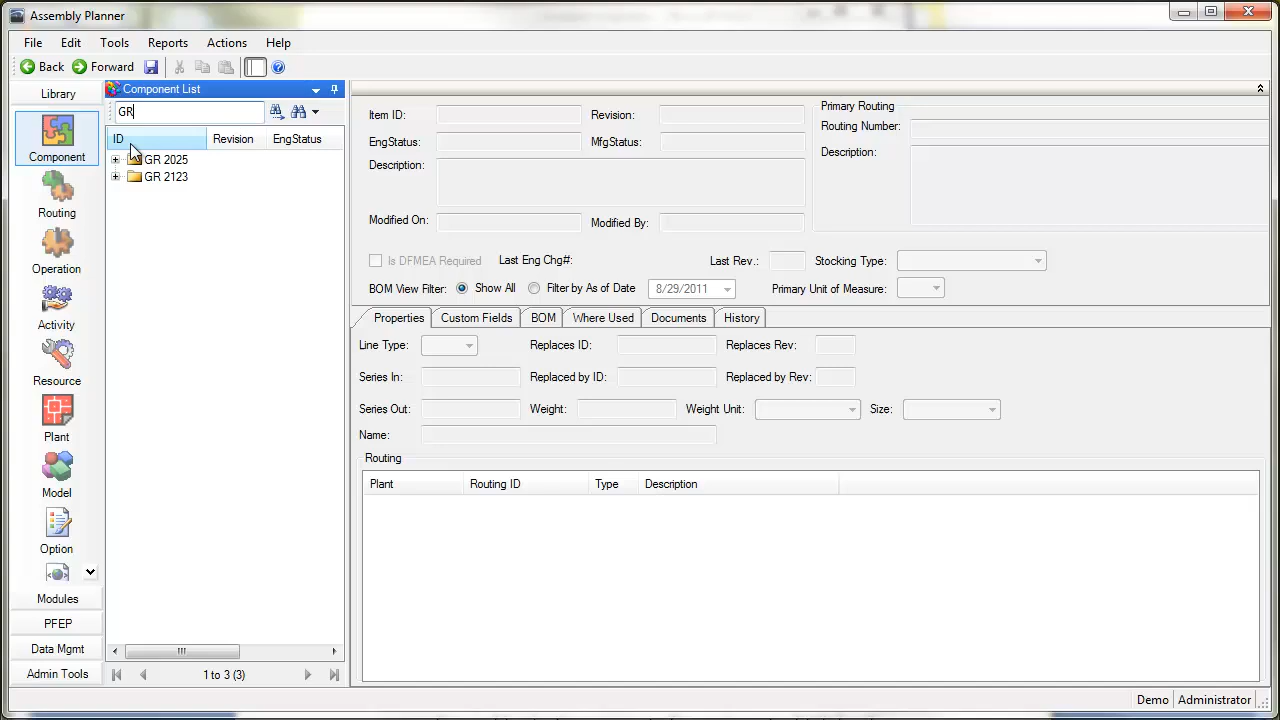 Assembly Planner
File Edit Tools Reports Actions Help
Back Forward
Library
Component
Routing
Operation
Activity
Resource
Plant
Model
Option
Modules
PFEP
Data Mgmt
Admin Tools
Component List
GR
ID Revision EngStatus
GR 2025
GR 2123
1 to 3 (3)
Item ID: Revision:
EngStatus: MfgStatus:
Description:
Modified On: Modified By:
Primary Routing
Routing Number:
Description:
Is DFMEA Required Last Eng Chg#: Last Rev.: Stocking Type:
BOM View Filter: Show All Filter by As of Date 8/29/2011 Primary Unit of Measure:
Properties Custom Fields BOM Where Used Documents History
Line Type: Replaces ID: Replaces Rev:
Series In: Replaced by ID: Replaced by Rev:
Series Out: Weight: Weight Unit: Size:
Name:
Routing
Plant Routing ID Type Description
Demo Administrator